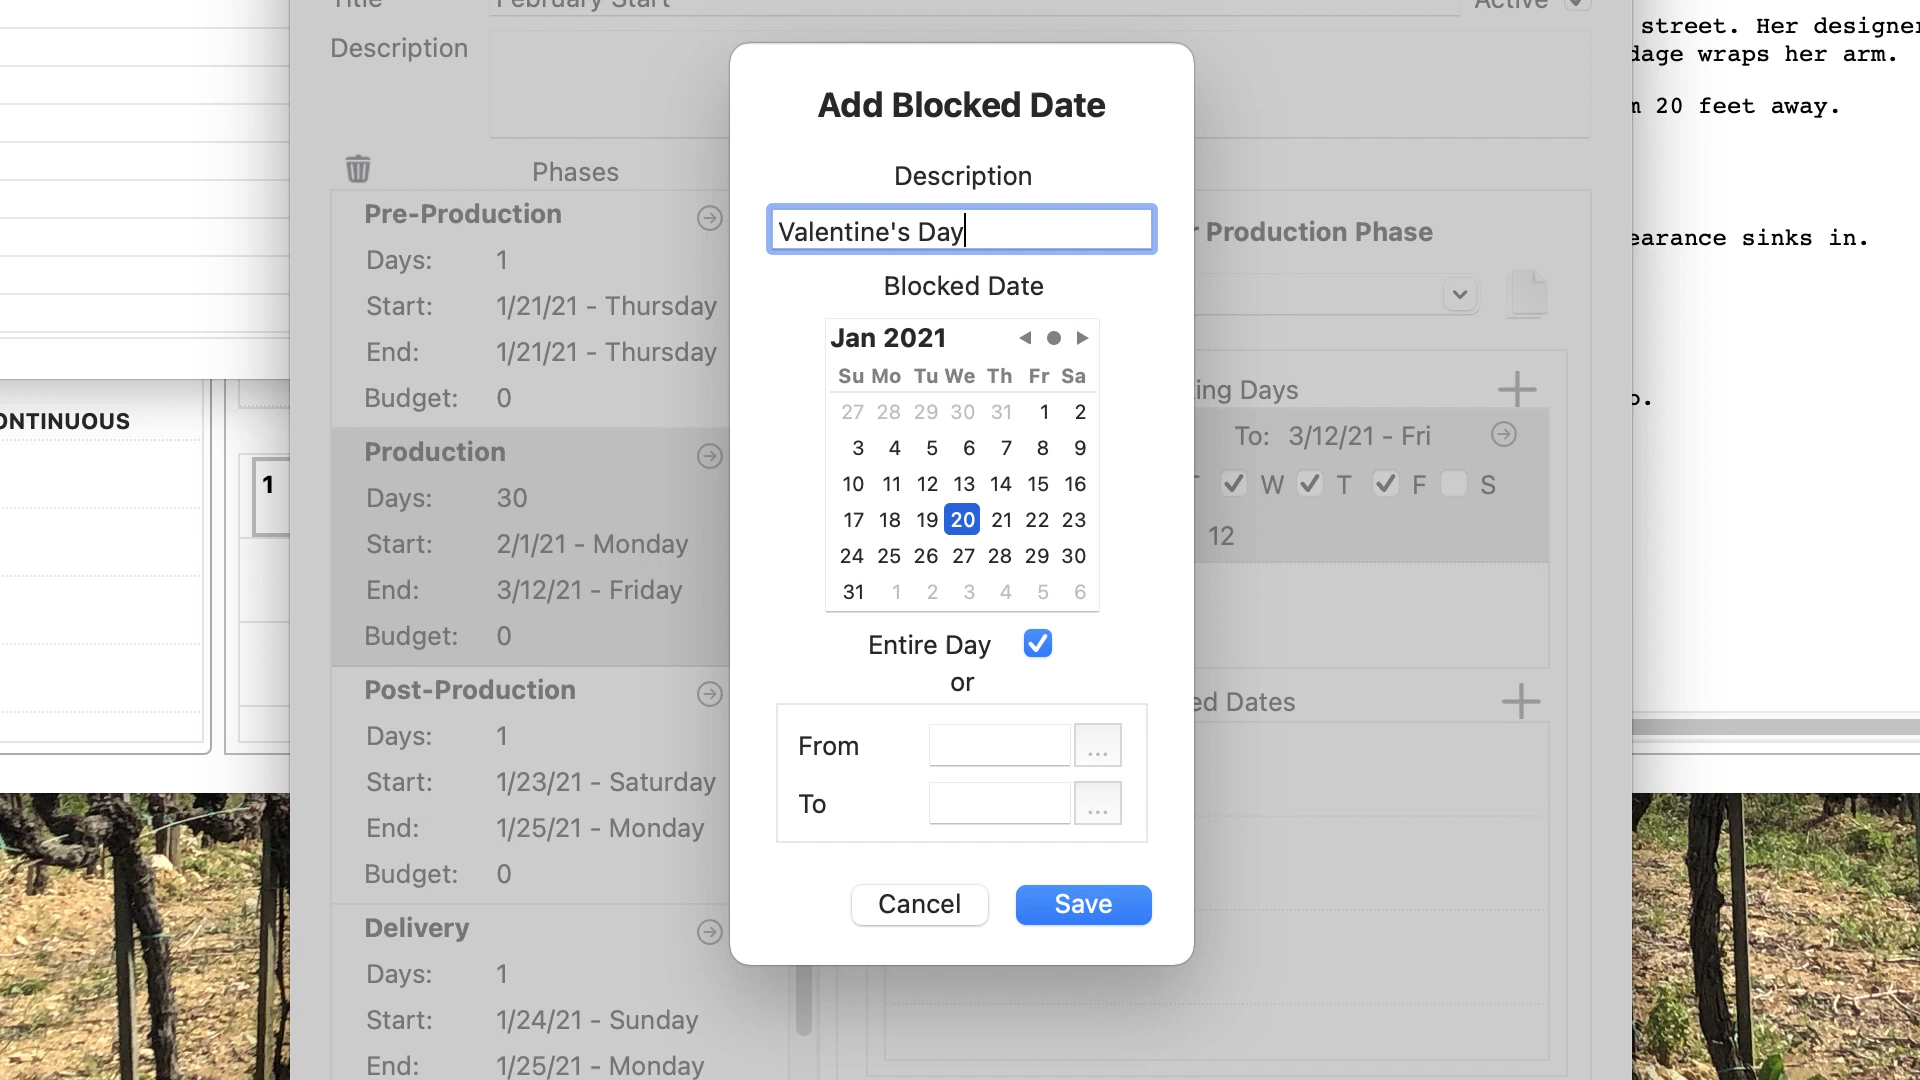 Description
street. Her designer
dage wraps her arm.
20 feet away.
earance sinks in.
o.
Phases
Pre-Production
Days: 1
Start: 1/21/21 - Thursday
End: 1/21/21 - Thursday
Budget: 0
Production
Days: 30
Start: 2/1/21 - Monday
End: 3/12/21 - Friday
Budget: 0
Post-Production
Days: 1
Start: 1/23/21 - Saturday
End: 1/25/21 - Monday
Budget: 0
Delivery
Days: 1
Start: 1/24/21 - Sunday
End: 1/25/21 - Monday
ONTINUOUS
1
Add Blocked Date
Description
Valentine's Day
Blocked Date
Jan 2021
Su Mo Tu We Th Fr Sa
27 28 29 30 31 1 2
3 4 5 6 7 8 9
10 11 12 13 14 15 16
17 18 19 20 21 22 23
24 25 26 27 28 29 30
31 1 2 3 4 5 6
Entire Day
or
From ...
To ...
Cancel Save
Production Phase
ing Days
To: 3/12/21 - Fri
W T F S
12
ed Dates